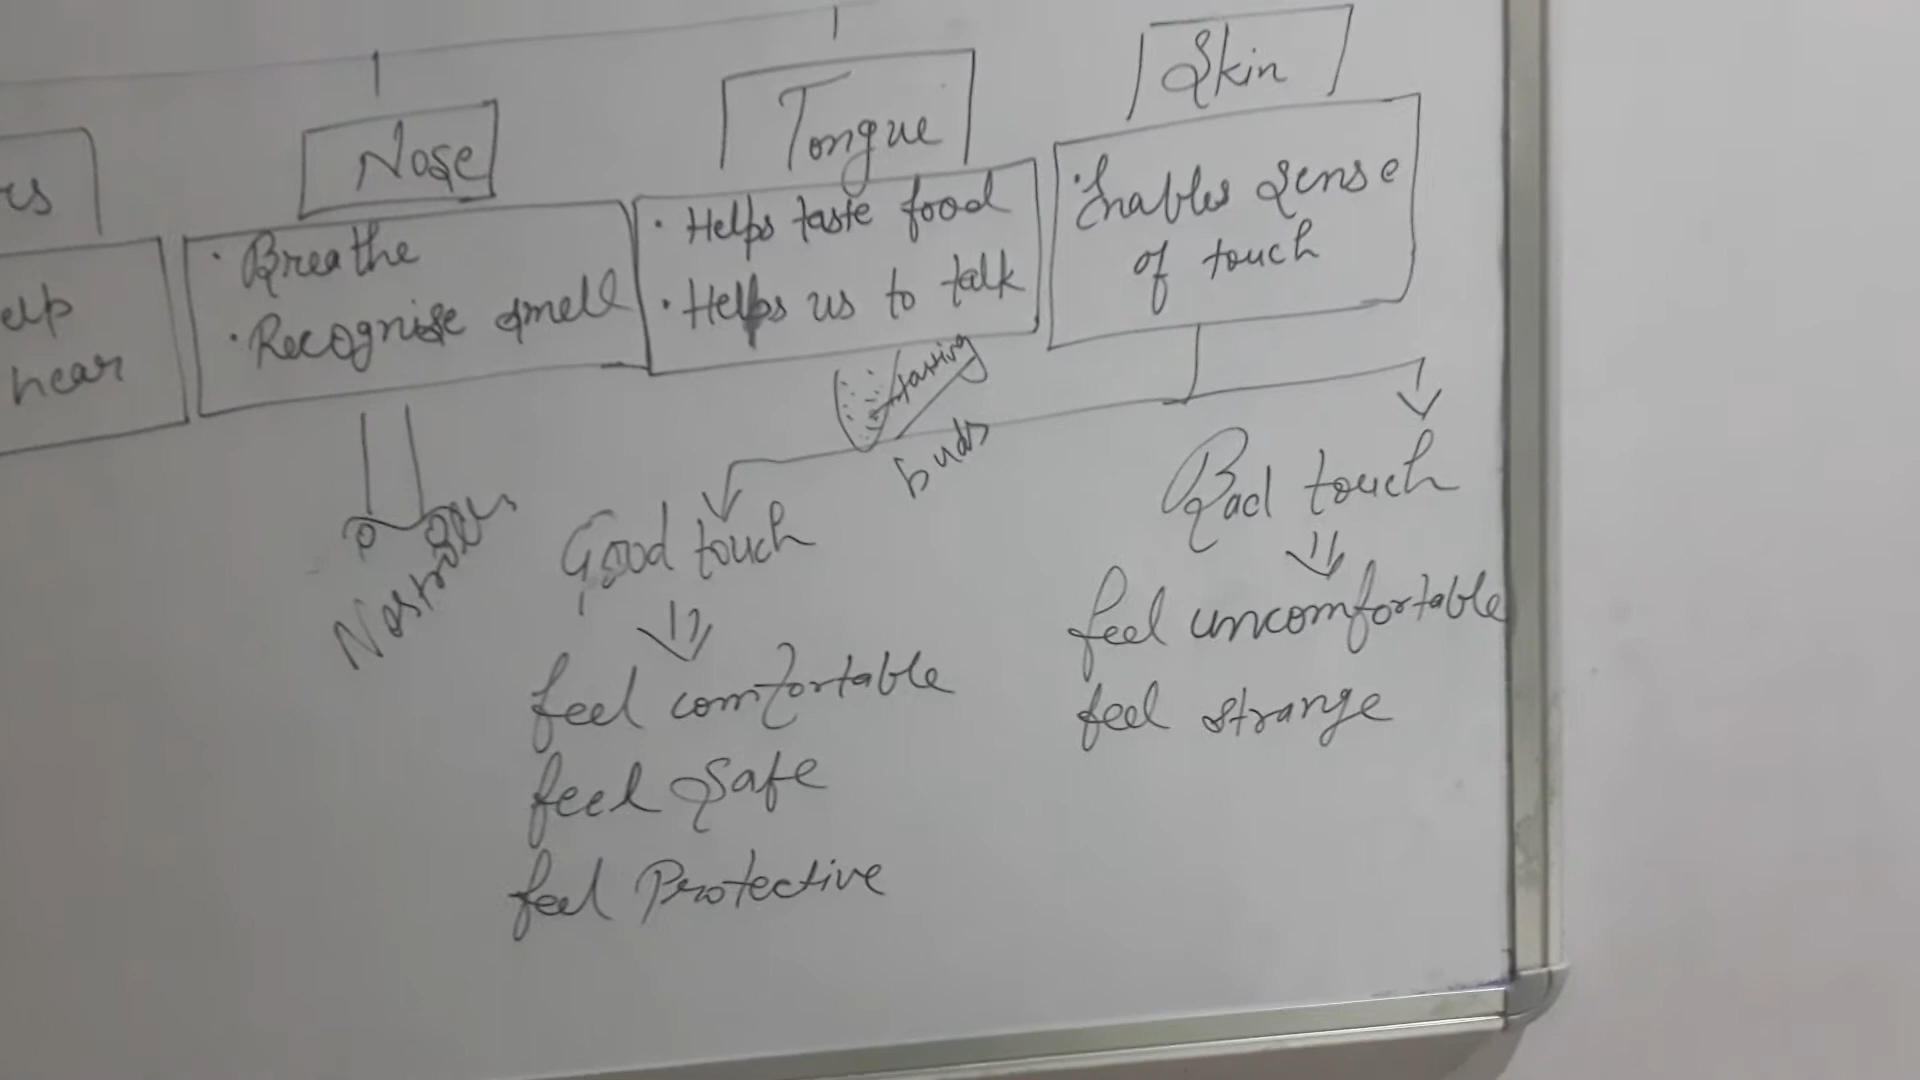 Skin
Tongue
Nose
• Enables sense
of touch
• Helps taste food
• Helps us to talk
• Breathe
• Recognise smell
elp
hear
tasting
buds
Nostrils
Good touch
feel comfortable
feel safe
feel Protective
Bad touch
feel uncomfortable
feel strange